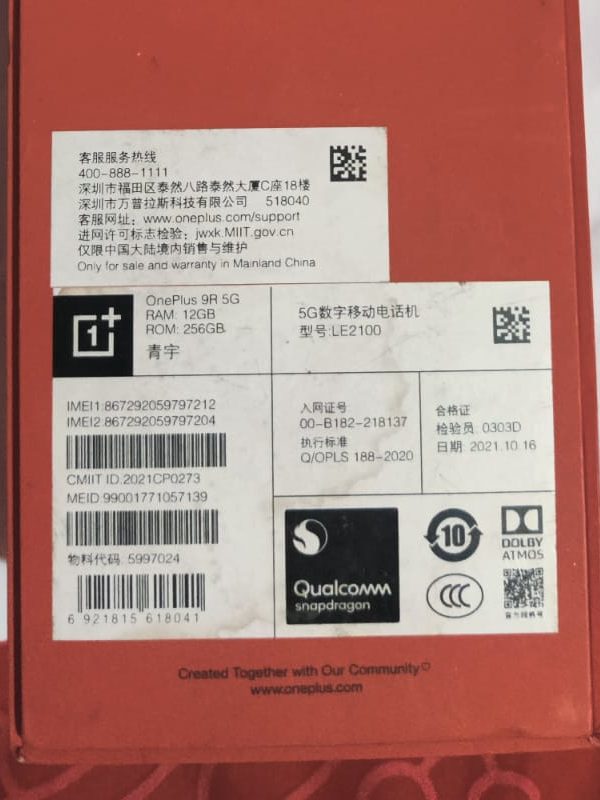 客服服务热线
400-888-1111
深圳市福田区泰然八路泰然大厦C座18楼
深圳市万普拉斯科技有限公司 518040
客服网址: www.oneplus.com/support
进网许可标志检验: jwxk.MIIT.gov.cn
仅限中国大陆境内销售与维护
Only for sale and warranty in Mainland China
OnePlus 9R 5G
RAM: 12GB
ROM: 256GB
青宇
5G数字移动电话机
型号:LE2100
IMEI1:867292059797212
IMEI2:867292059797204
CMIIT ID:2021CP0273
MEID:99001771057139
物料代码: 5997024
6 921815 618041
入网证号
00-B182-218137
执行标准
Q/OPLS 188-2020
合格证
检验员: 0303D
日期: 2021.10.16
Qualcomm
snapdragon
10
DOLBY
ATMOS
CCC
Created Together with Our Community
www.oneplus.com